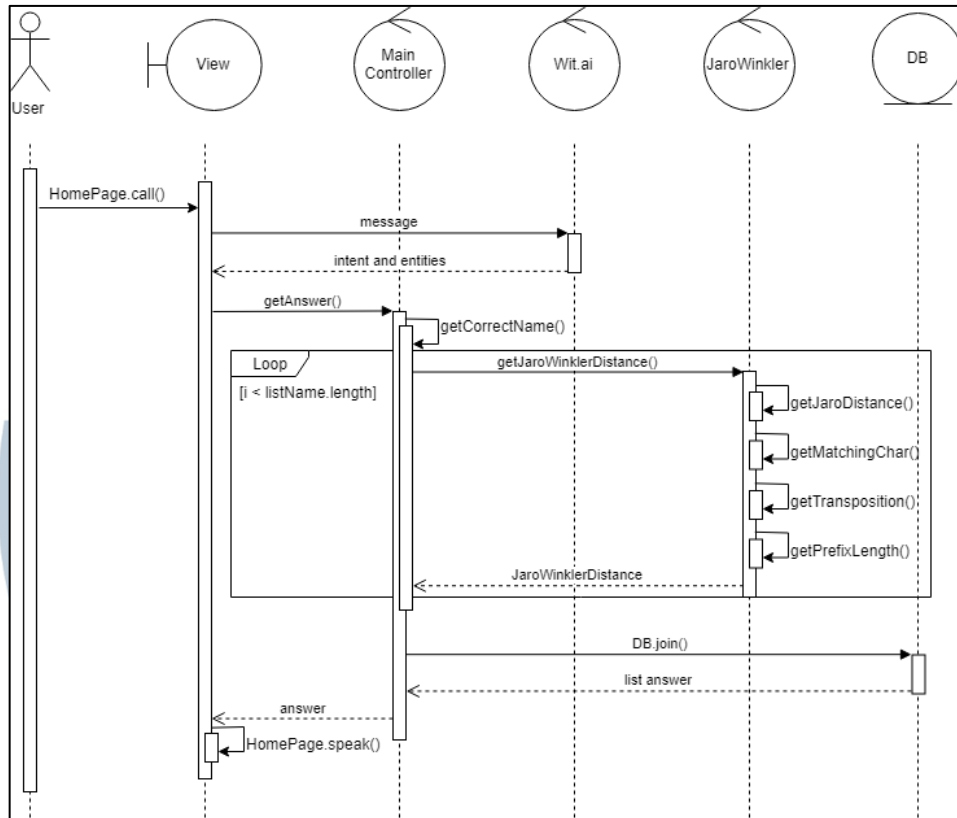 User
View
Main
Controller
Wit.ai
JaroWinkler
DB
HomePage.call()
message
intent and entities
getAnswer()
getCorrectName()
Loop
[i < listName.length]
getJaroWinklerDistance()
getJaroDistance()
getMatchingChar()
getTransposition()
getPrefixLength()
JaroWinklerDistance
DB.join()
list answer
answer
HomePage.speak()